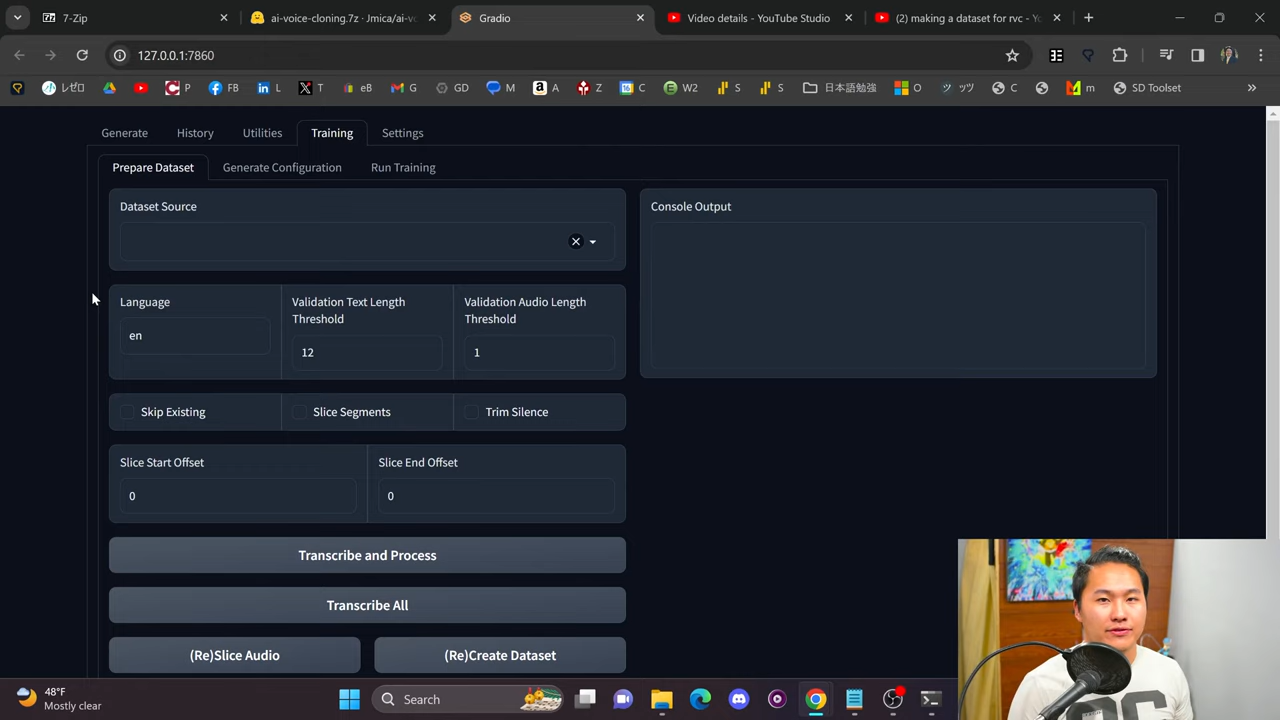 7-Zip
ai-voice-cloning.7z · Jmica/ai-vo
Gradio
Video details - YouTube Studio
(2) making a dataset for rvc - Yo
127.0.0.1:7860
レゼロ
P
FB
L
T
eB
G
GD
M
A
Z
C
W2
S
S
日本語勉強
O
ッツ
C
m
SD Toolset
Generate
History
Utilities
Training
Settings
Prepare Dataset
Generate Configuration
Run Training
Dataset Source
Console Output
Language
Validation Text Length
Threshold
Validation Audio Length
Threshold
en
12
1
Skip Existing
Slice Segments
Trim Silence
Slice Start Offset
Slice End Offset
0
0
Transcribe and Process
Transcribe All
(Re)Slice Audio
(Re)Create Dataset
48°F
Mostly clear
Search